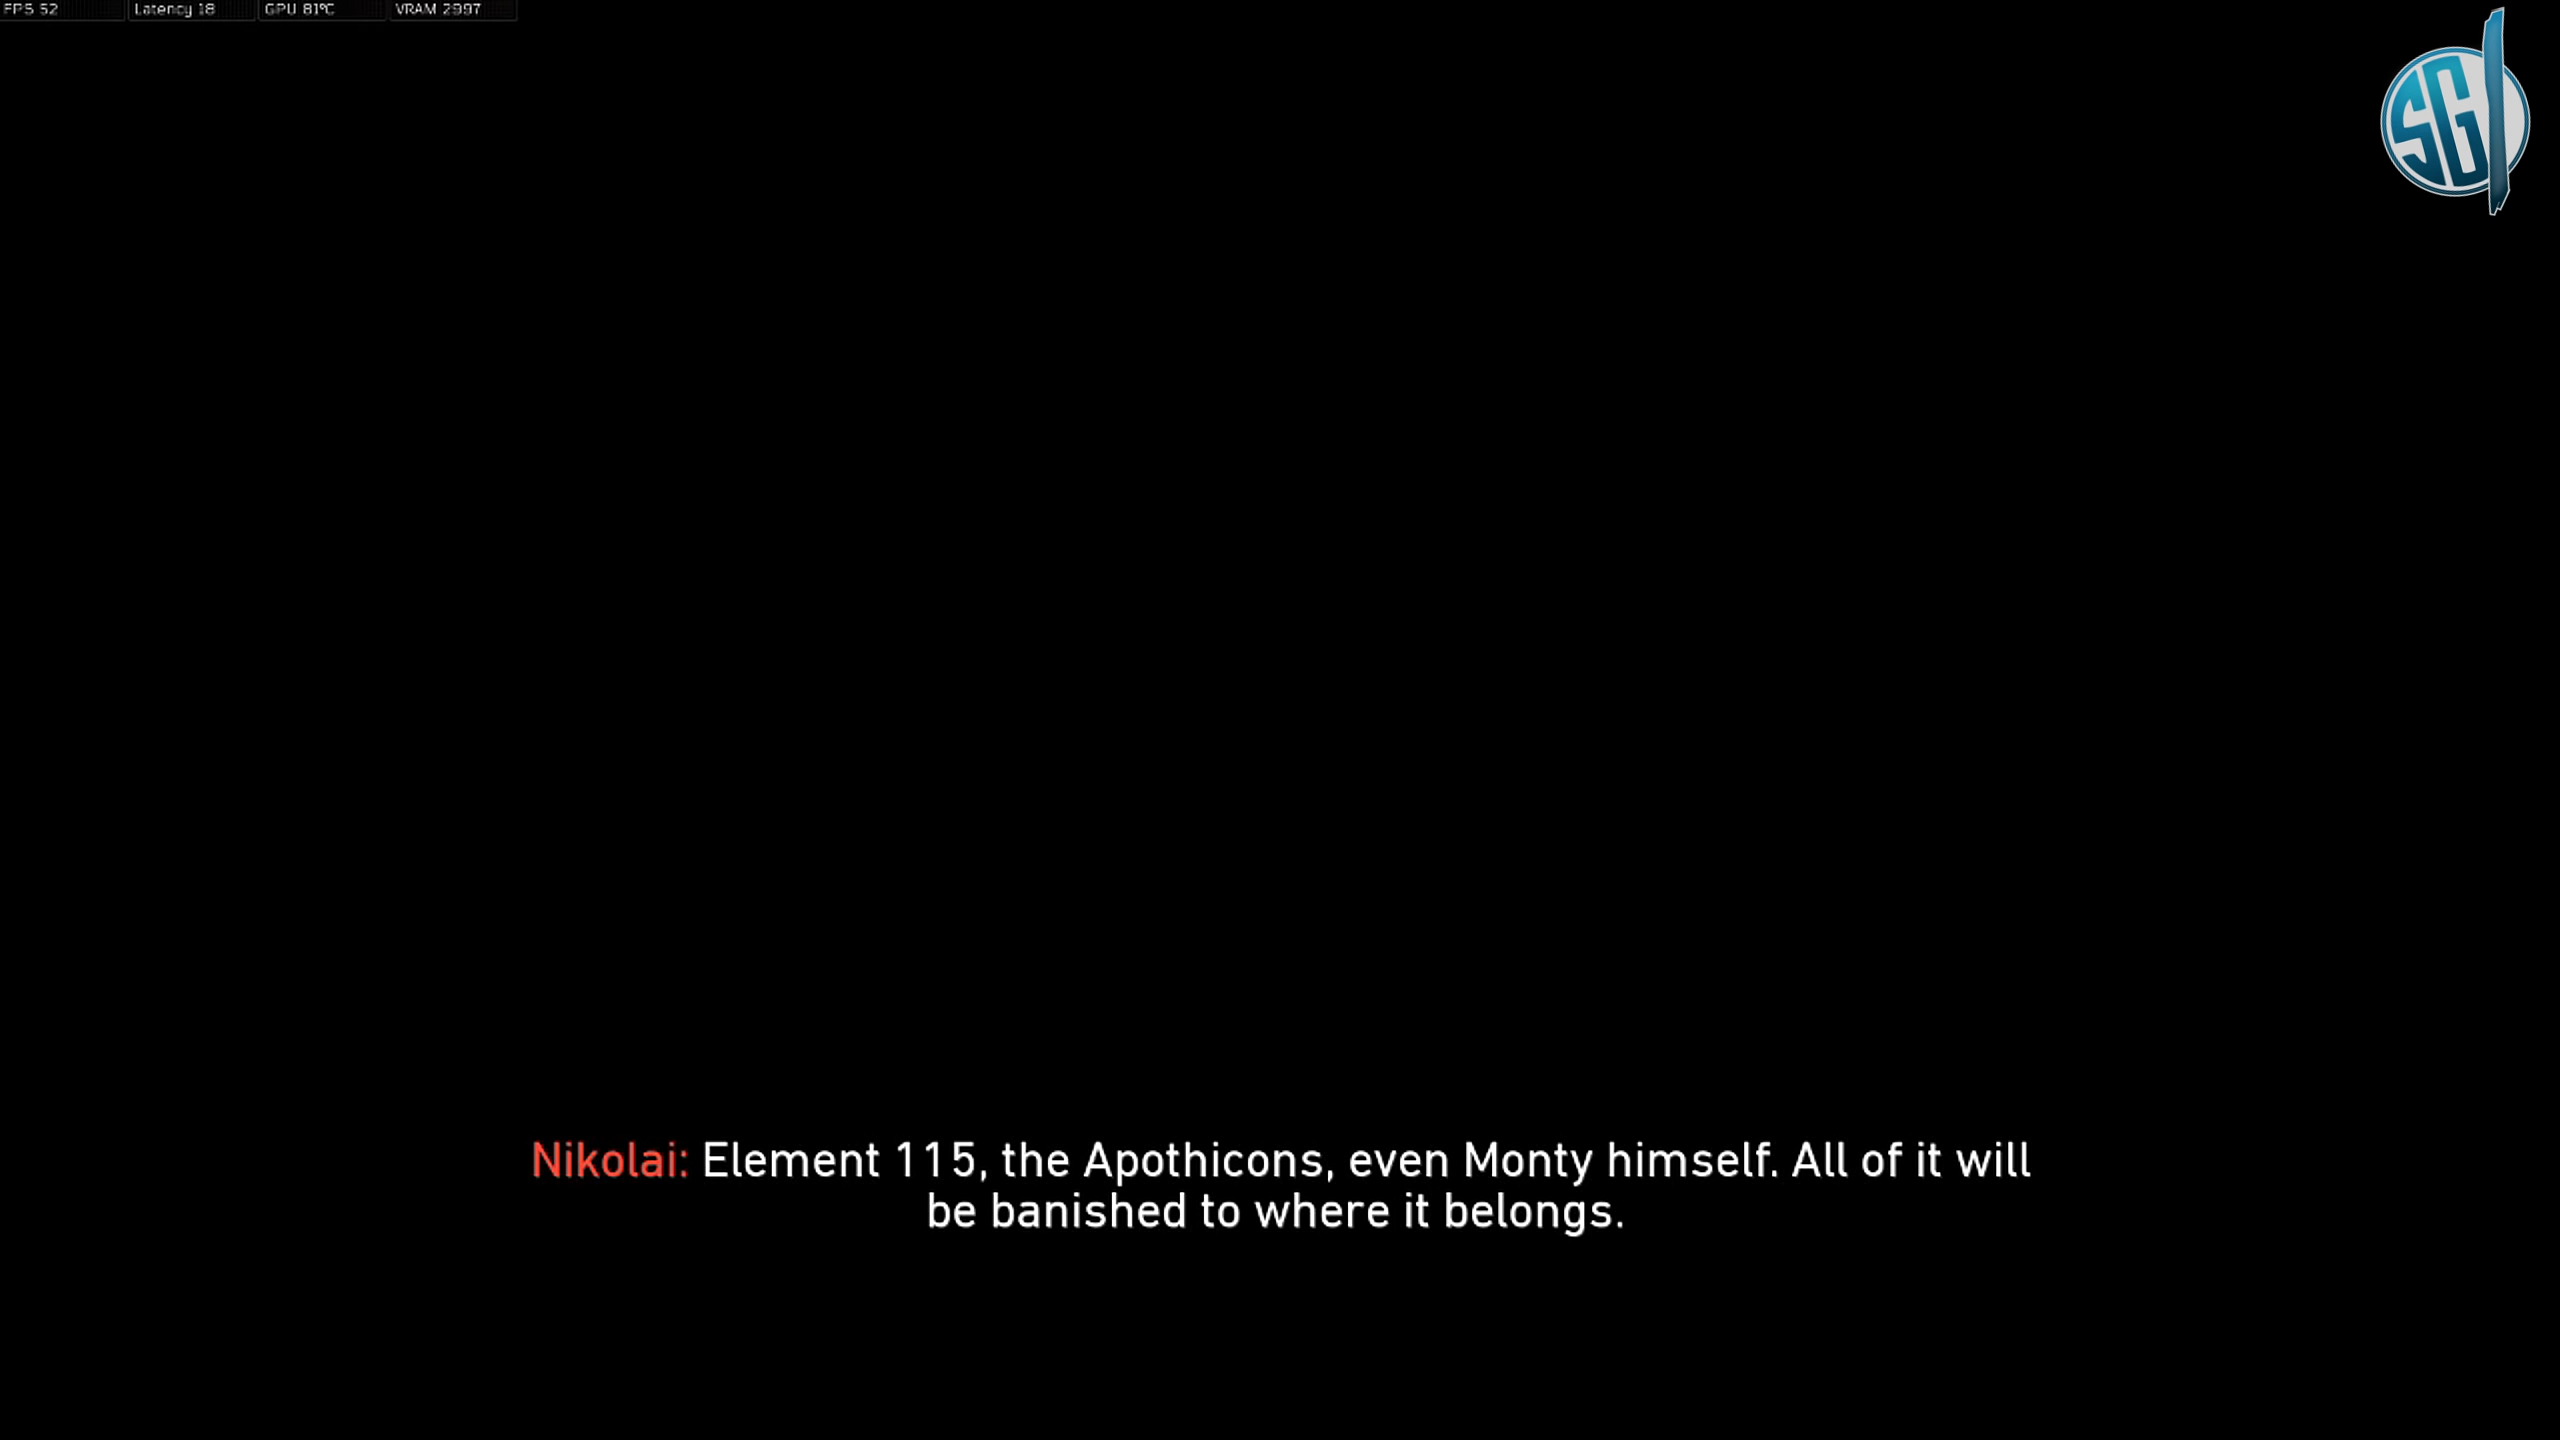 FPS 52 Latency 18 GPU 81°C VRAM 2997
SG
Nikolai: Element 115, the Apothicons, even Monty himself. All of it will
be banished to where it belongs.